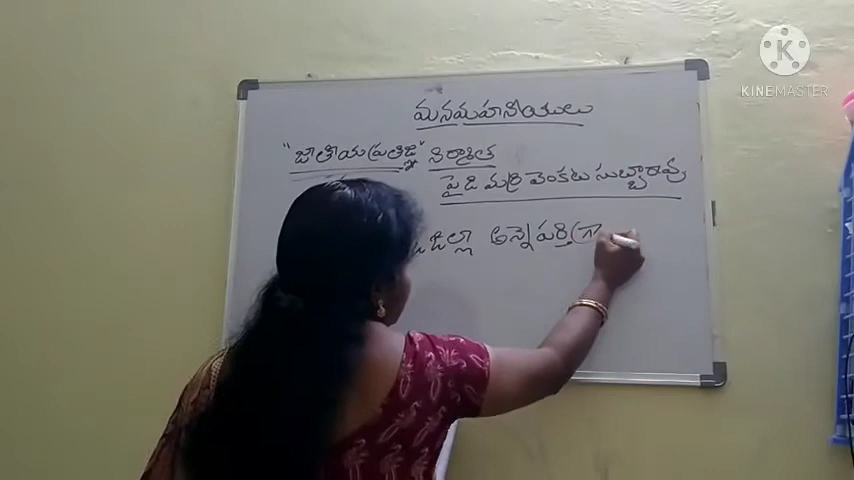 మనమహనీయులు
"జాతీయప్రతిజ్ఞ" నిర్మాత
పైడి మర్రి వెంకట సుబ్బారావు
జిల్లా అన్నెపర్తి గ్రా
K
KINEMASTER